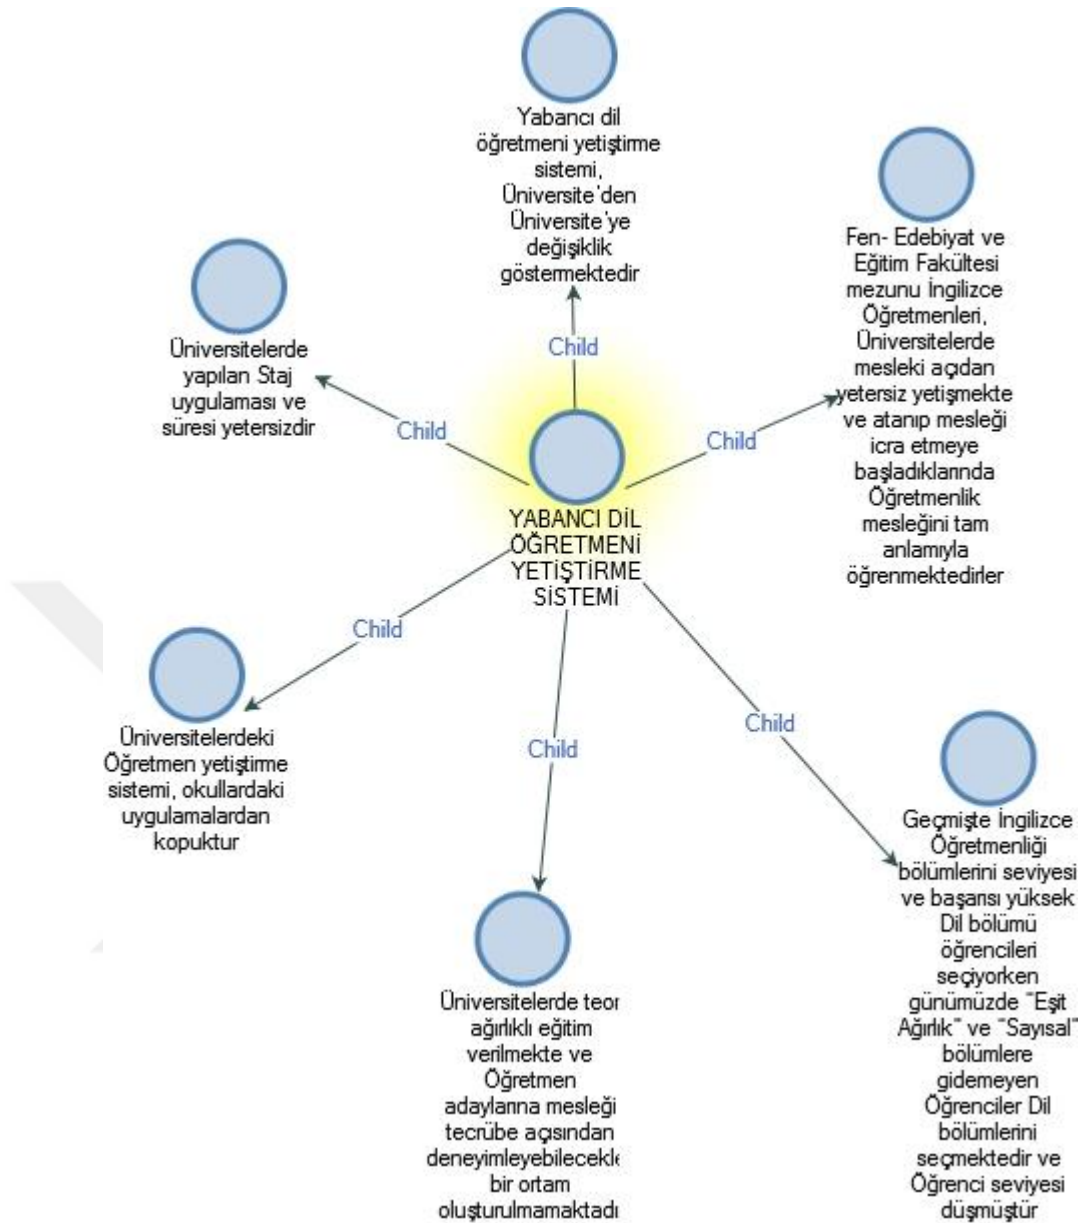 Yabancı dil
öğretmeni yetiştirme
sistemi,
Üniversite'den
Üniversite'ye
değişiklik
göstermektedir
Fen- Edebiyat ve
Eğitim Fakültesi
mezunu İngilizce
Öğretmenleri,
Üniversitelerde
mesleki açıdan
yetersiz yetişmekte
ve atanıp mesleği
icra etmeye
başladıklarında
Öğretmenlik
mesleğini tam
anlamıyla
öğrenmektedirler
Üniversitelerde
yapılan Staj
uygulaması ve
süresi yetersizdir
Child
Child
Child
YABANCI DİL
ÖĞRETMENİ
YETİŞTİRME
SİSTEMİ
Child
Child
Child
Üniversitelerdeki
Öğretmen yetiştirme
sistemi, okullardaki
uygulamalardan
kopuktur
Geçmişte İngilizce
Öğretmenliği
bölümlerini seviyesi
ve başarısı yüksek
Dil bölümü
öğrencileri
seçiyorken
günümüzde "Eşit
Ağırlık" ve "Sayısal"
bölümlere
gidemeyen
Öğrenciler Dil
bölümlerini
seçmektedir ve
Öğrenci seviyesi
düşmüştür
Üniversitelerde teor
ağırlıklı eğitim
verilmekte ve
Öğretmen
adaylarına mesleği
tecrübe açısından
deneyimleyebilecekle
bir ortam
oluşturulmamaktadı